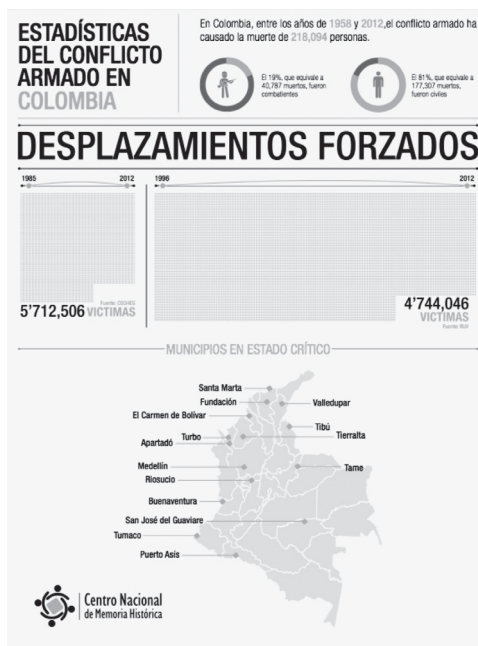 ESTADÍSTICAS
DEL CONFLICTO
ARMADO EN
COLOMBIA
En Colombia, entre los años de 1958 y 2012,el conflicto armado ha
causado la muerte de 218,094 personas.
El 19%, que equivale a
40,787 muertos, fueron
combatientes
El 81%, que equivale a
177,307 muertos,
fueron civiles
DESPLAZAMIENTOS FORZADOS
1985 2012
1996 2012
Fuente: CODHES
5'712,506 VICTIMAS
4'744,046
VICTIMAS
Fuente: RUV
MUNICIPIOS EN ESTADO CRÍTICO
Santa Marta
Fundación
Valledupar
El Carmen de Bolívar
Tibú
Turbo
Tierralta
Apartadó
Medellín
Tame
Riosucio
Buenaventura
San José del Guaviare
Tumaco
Puerto Asís
Centro Nacional
de Memoria Histórica